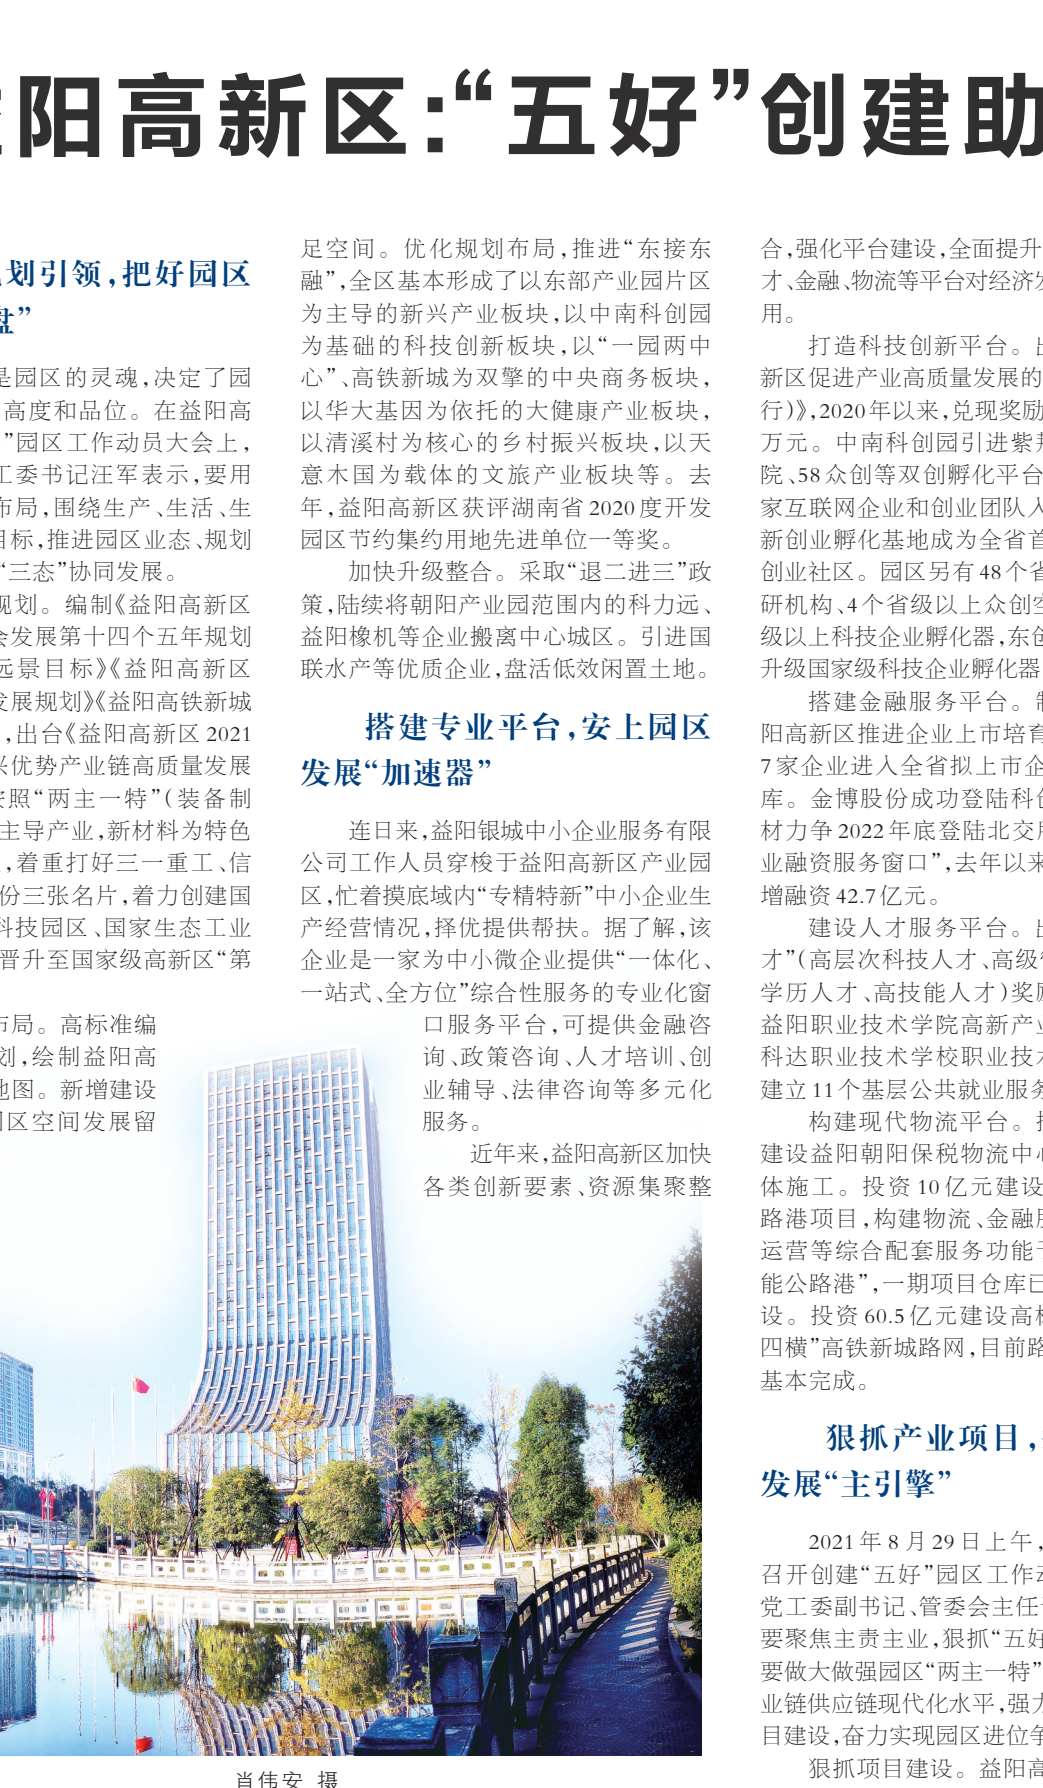 阳高新区:“五好”创建助
划引领,把好园区
盘”
是园区的灵魂,决定了园
高度和品位。在益阳高
”园区工作动员大会上,
工委书记汪军表示,要用
布局,围绕生产、生活、生
目标,推进园区业态、规划
“三态”协同发展。
规划。编制《益阳高新区
会发展第十四个五年规划
远景目标》《益阳高新区
发展规划》《益阳高铁新城
,出台《益阳高新区2021
兴优势产业链高质量发展
按照“两主一特”(装备制
主导产业,新材料为特色
,着重打好三一重工、信
份三张名片,着力创建国
科技园区、国家生态工业
晋升至国家级高新区“第
布局。高标准编
划,绘制益阳高
地图。新增建设
园区空间发展留
足空间。优化规划布局,推进“东接东
融”,全区基本形成了以东部产业园片区
为主导的新兴产业板块,以中南科创园
为基础的科技创新板块,以“一园两中
心”、高铁新城为双擎的中央商务板块,
以华大基因为依托的大健康产业板块,
以清溪村为核心的乡村振兴板块,以天
意木国为载体的文旅产业板块等。去
年,益阳高新区获评湖南省2020度开发
园区节约集约用地先进单位一等奖。
加快升级整合。采取“退二进三”政
策,陆续将朝阳产业园范围内的科力远、
益阳橡机等企业搬离中心城区。引进国
联水产等优质企业,盘活低效闲置土地。
搭建专业平台,安上园区
发展“加速器”
连日来,益阳银城中小企业服务有限
公司工作人员穿梭于益阳高新区产业园
区,忙着摸底域内“专精特新”中小企业生
产经营情况,择优提供帮扶。据了解,该
企业是一家为中小微企业提供“一体化、
一站式、全方位”综合性服务的专业化窗
口服务平台,可提供金融咨
询、政策咨询、人才培训、创
业辅导、法律咨询等多元化
服务。
近年来,益阳高新区加快
各类创新要素、资源集聚整
肖伟安 摄
合,强化平台建设,全面提升
才、金融、物流等平台对经济发
用。
打造科技创新平台。出
新区促进产业高质量发展的
行)》,2020年以来,兑现奖励
万元。中南科创园引进紫荆
院、58众创等双创孵化平台
家互联网企业和创业团队入
新创业孵化基地成为全省首
创业社区。园区另有48个省
研机构、4个省级以上众创空
级以上科技企业孵化器,东创
升级国家级科技企业孵化器
搭建金融服务平台。制
阳高新区推进企业上市培育
7家企业进入全省拟上市企
库。金博股份成功登陆科创
材力争2022年底登陆北交所
业融资服务窗口”,去年以来
增融资42.7亿元。
建设人才服务平台。出
才”(高层次科技人才、高级管
学历人才、高技能人才)奖励
益阳职业技术学院高新产业
科达职业技术学校职业技术
建立11个基层公共就业服务
构建现代物流平台。投
建设益阳朝阳保税物流中心
体施工。投资10亿元建设
路港项目,构建物流、金融服
运营等综合配套服务功能于
能公路港”,一期项目仓库已
设。投资60.5亿元建设高标
四横”高铁新城路网,目前路
基本完成。
狠抓产业项目,
发展“主引擎”
2021年8月29日上午,
召开创建“五好”园区工作动
党工委副书记、管委会主任
要聚焦主责主业,狠抓“五好
要做大做强园区“两主一特”
业链供应链现代化水平,强力
目建设,奋力实现园区进位争
狠抓项目建设。益阳高